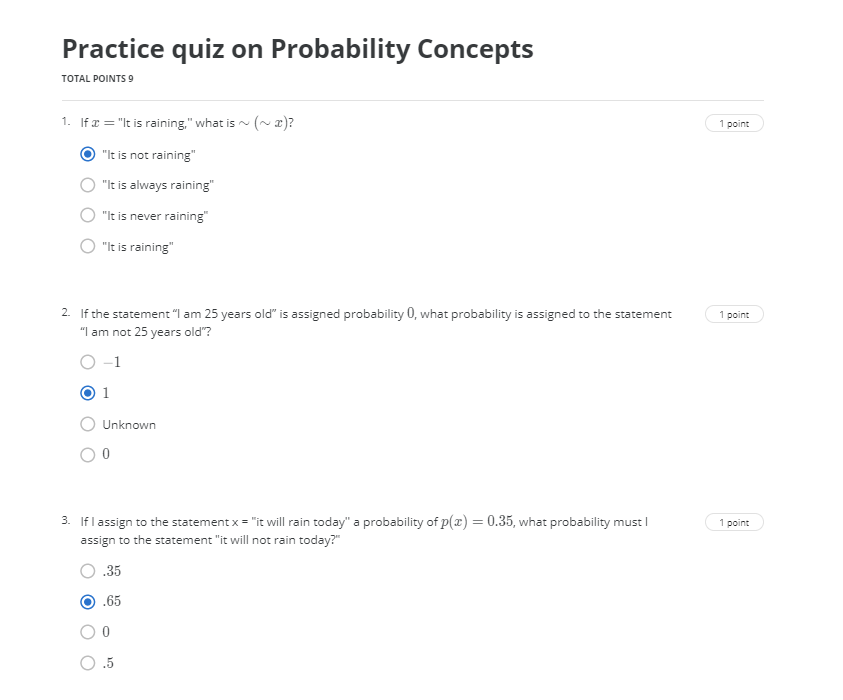 Practice quiz on Probability Concepts
TOTAL POINTS 9
1. If x = "It is raining," what is ∼ (∼ x)?
1 point
"It is not raining"
"It is always raining"
"It is never raining"
"It is raining"
2. If the statement “I am 25 years old” is assigned probability 0, what probability is assigned to the statement
“I am not 25 years old”?
1 point
−1
1
Unknown
0
3. If I assign to the statement x = "it will rain today" a probability of p(x) = 0.35, what probability must I
assign to the statement "it will not rain today?"
1 point
.35
.65
0
.5